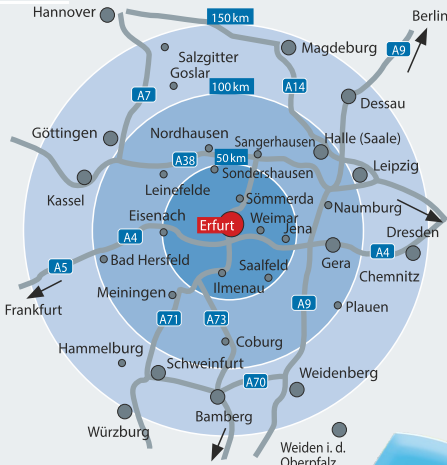 Hannover
150 km
Berlin
Salzgitter
Goslar
Magdeburg
A9
A7
100 km
A14
Dessau
Göttingen
Nordhausen
Sangerhausen
Halle (Saale)
A38
50 km
Sondershausen
Leipzig
Kassel
Leinefelde
Sömmerda
Naumburg
Eisenach
Erfurt
Weimar
Jena
Dresden
A4
A4
Gera
Bad Hersfeld
Saalfeld
Chemnitz
A5
Ilmenau
Meiningen
Frankfurt
A9
Plauen
A71
A73
Hammelburg
Coburg
Schweinfurt
A70
Weidenberg
Würzburg
Bamberg
Weiden i. d.
Oberpfalz